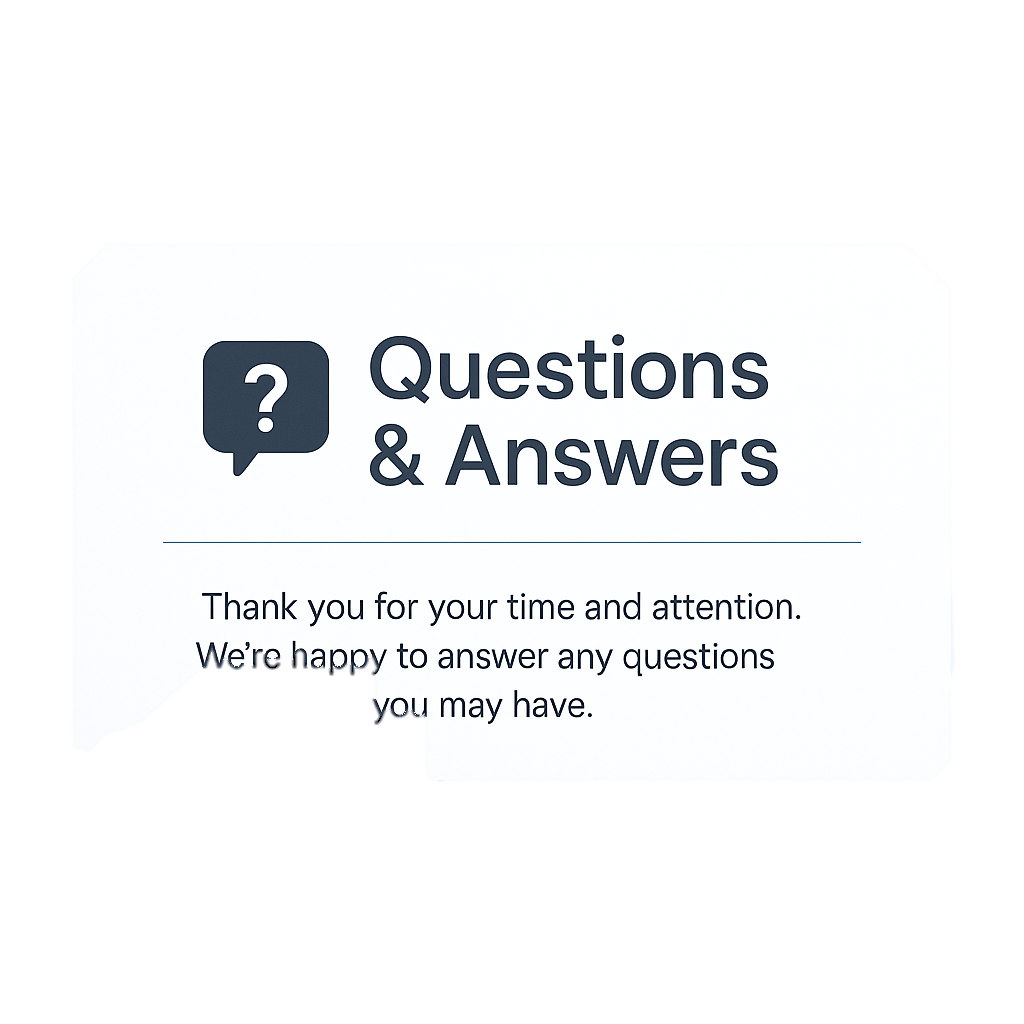 ?
Questions
& Answers
Thank you for your time and attention.
We’re happy to answer any questions
you may have.